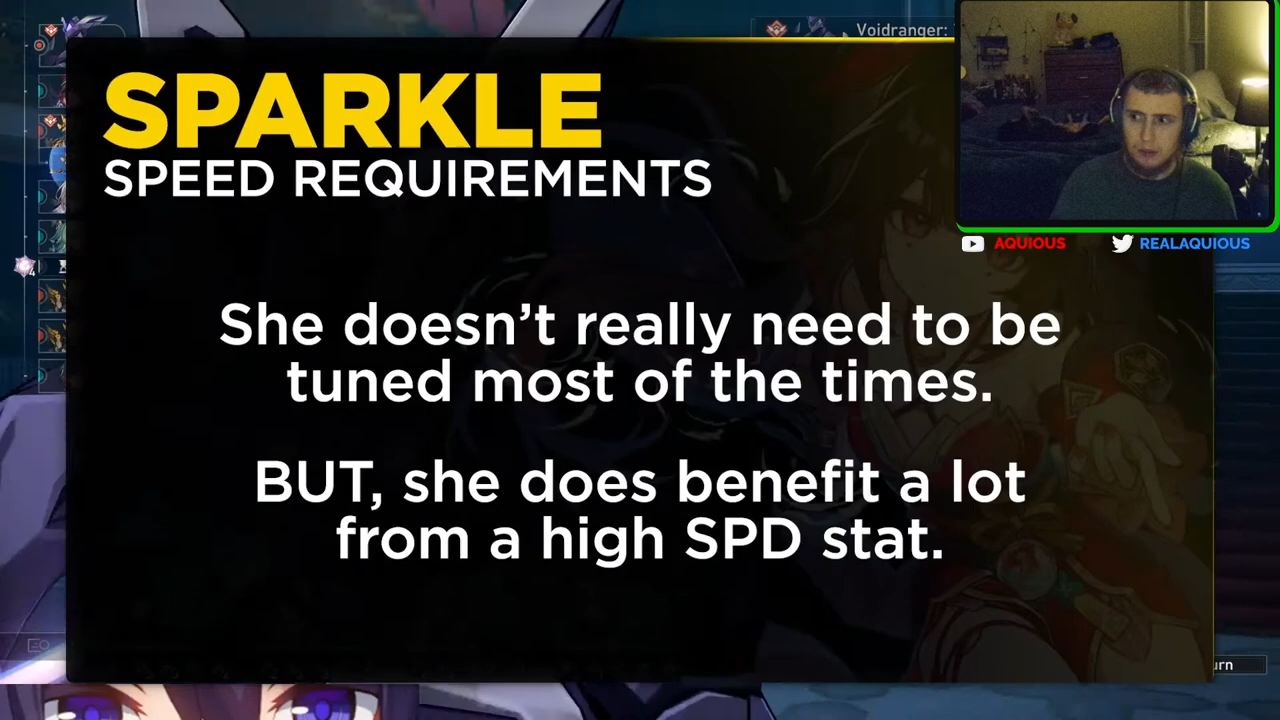 Voidranger:
SPARKLE
SPEED REQUIREMENTS
AQUIOUS
REALAQUIOUS
She doesn’t really need to be
tuned most of the times.
BUT, she does benefit a lot
from a high SPD stat.